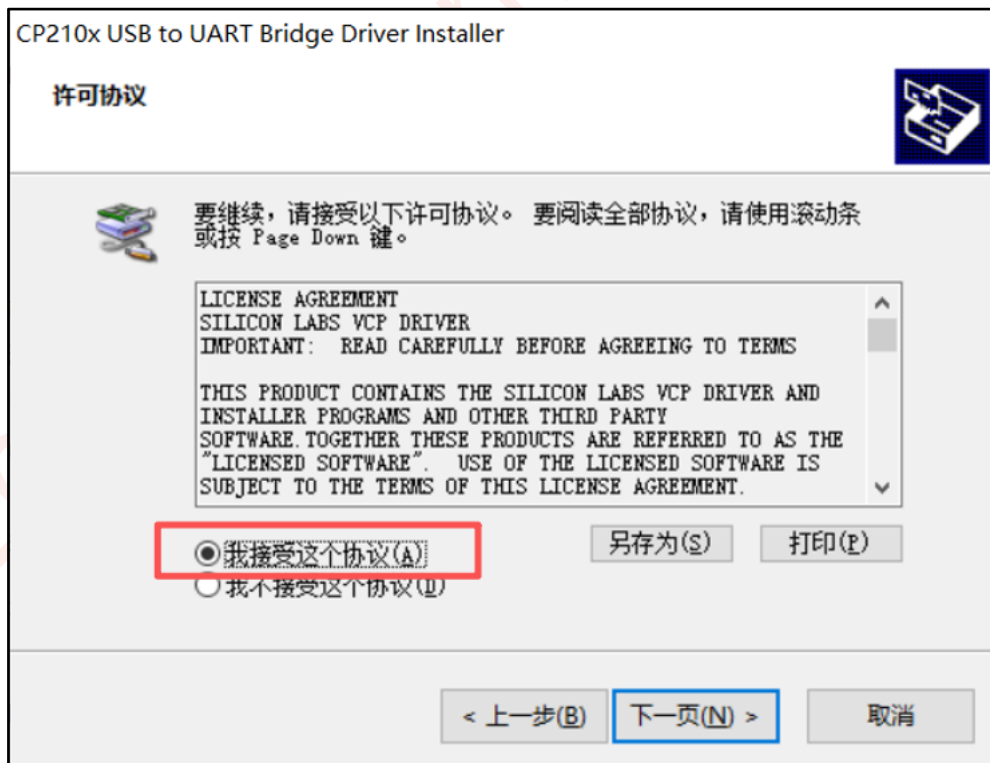 CP210x USB to UART Bridge Driver Installer
许可协议
要继续，请接受以下许可协议。 要阅读全部协议，请使用滚动条
或按 Page Down 键。
LICENSE AGREEMENT
SILICON LABS VCP DRIVER
IMPORTANT:  READ CAREFULLY BEFORE AGREEING TO TERMS
THIS PRODUCT CONTAINS THE SILICON LABS VCP DRIVER AND
INSTALLER PROGRAMS AND OTHER THIRD PARTY
SOFTWARE.TOGETHER THESE PRODUCTS ARE REFERRED TO AS THE
"LICENSED SOFTWARE".  USE OF THE LICENSED SOFTWARE IS
SUBJECT TO THE TERMS OF THIS LICENSE AGREEMENT.
我接受这个协议(A)
另存为(S)
打印(P)
我不接受这个协议(D)
< 上一步(B)
下一页(N) >
取消